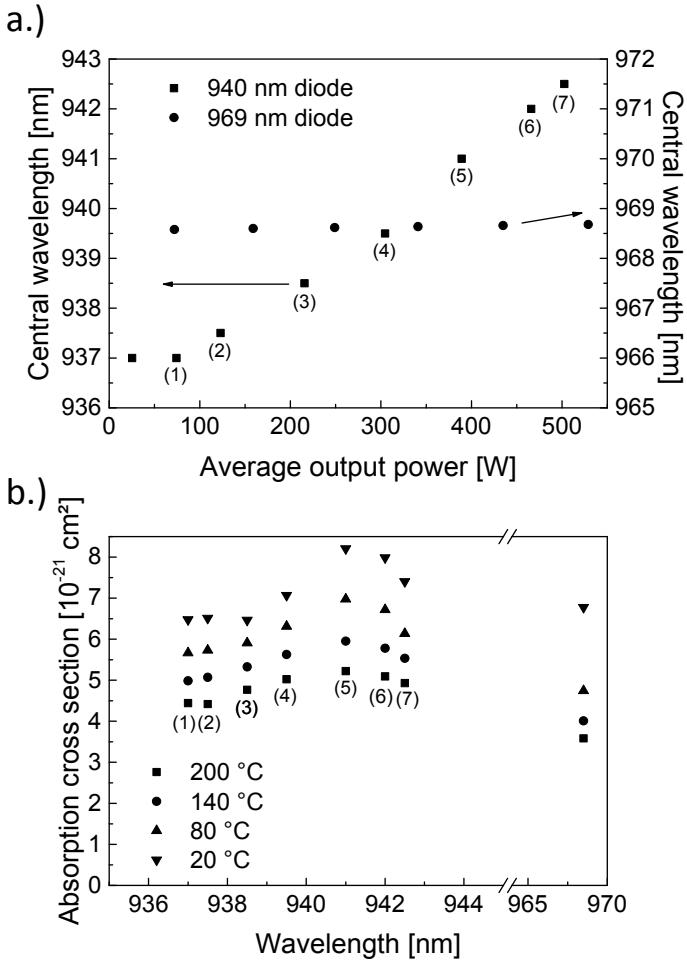 a.)
943
942
941
940
939
938
937
936
Central wavelength [nm]
972
971
970
969
968
967
966
965
Central wavelength [nm]
940 nm diode
969 nm diode
(1)
(2)
(3)
(4)
(5)
(6)
(7)
0 100 200 300 400 500
Average output power [W]
b.)
8
7
6
5
4
3
2
1
0
Absorption cross section [10⁻²¹ cm²]
(1)
(2)
(3)
(4)
(5)
(6)
(7)
200 °C
140 °C
80 °C
20 °C
936 938 940 942 944 965 970
Wavelength [nm]